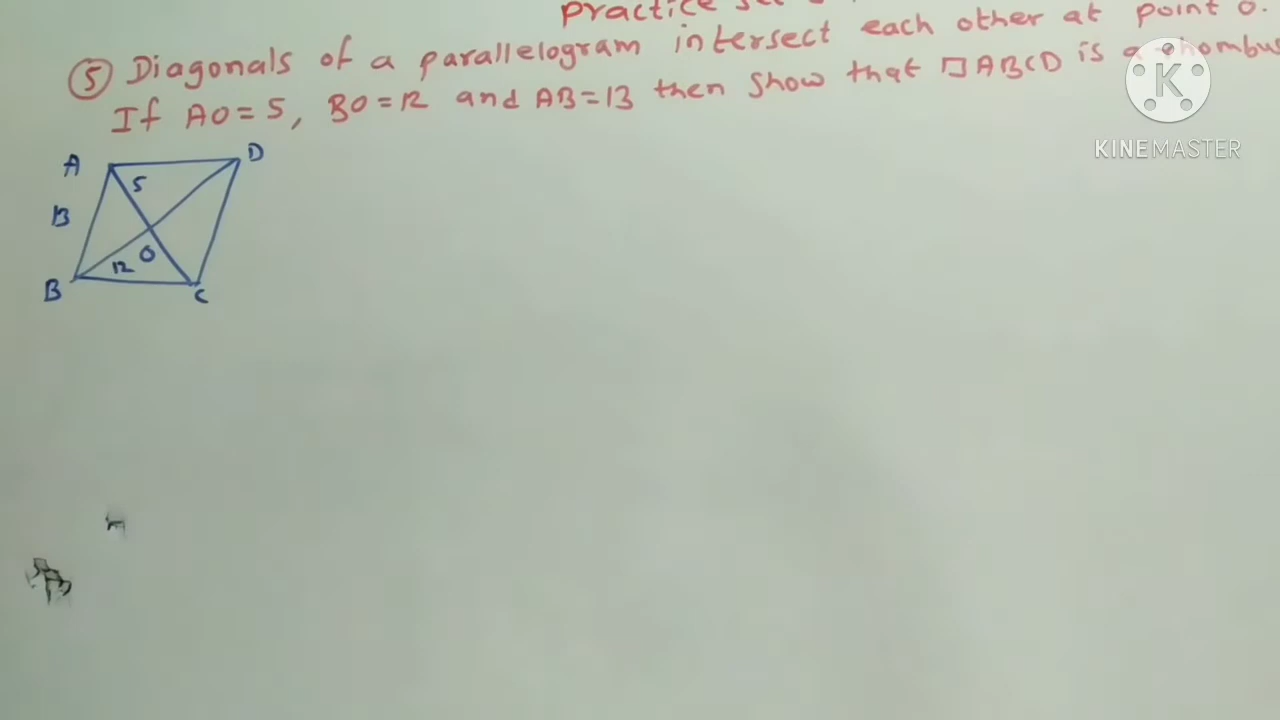 practice set
⑤ Diagonals of a parallelogram intersect each other at point O.
If AO = 5, BO = 12 and AB = 13 then show that □ABCD is a rhombus
K
KINEMASTER
A D
5
13
O
12
B C